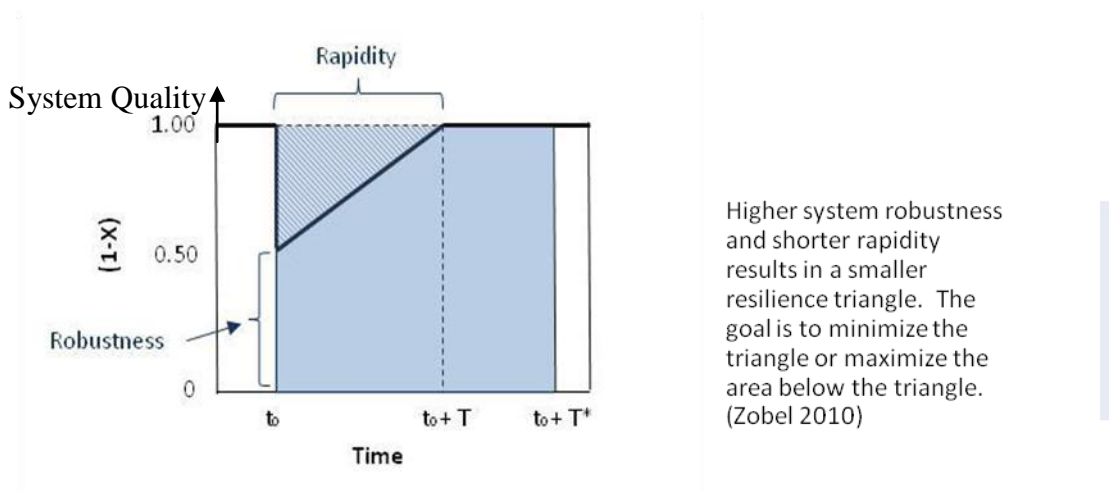 Rapidity
System Quality
1.00
(1-X)
0.50
Robustness
0
t₀
t₀+ T
t₀+ T*
Time
Higher system robustness
and shorter rapidity
results in a smaller
resilience triangle. The
goal is to minimize the
triangle or maximize the
area below the triangle.
(Zobel 2010)